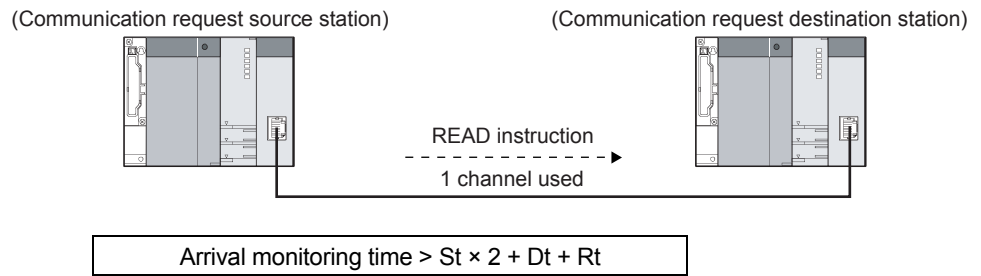 (Communication request source station)
(Communication request destination station)
READ instruction
1 channel used
Arrival monitoring time > St × 2 + Dt + Rt